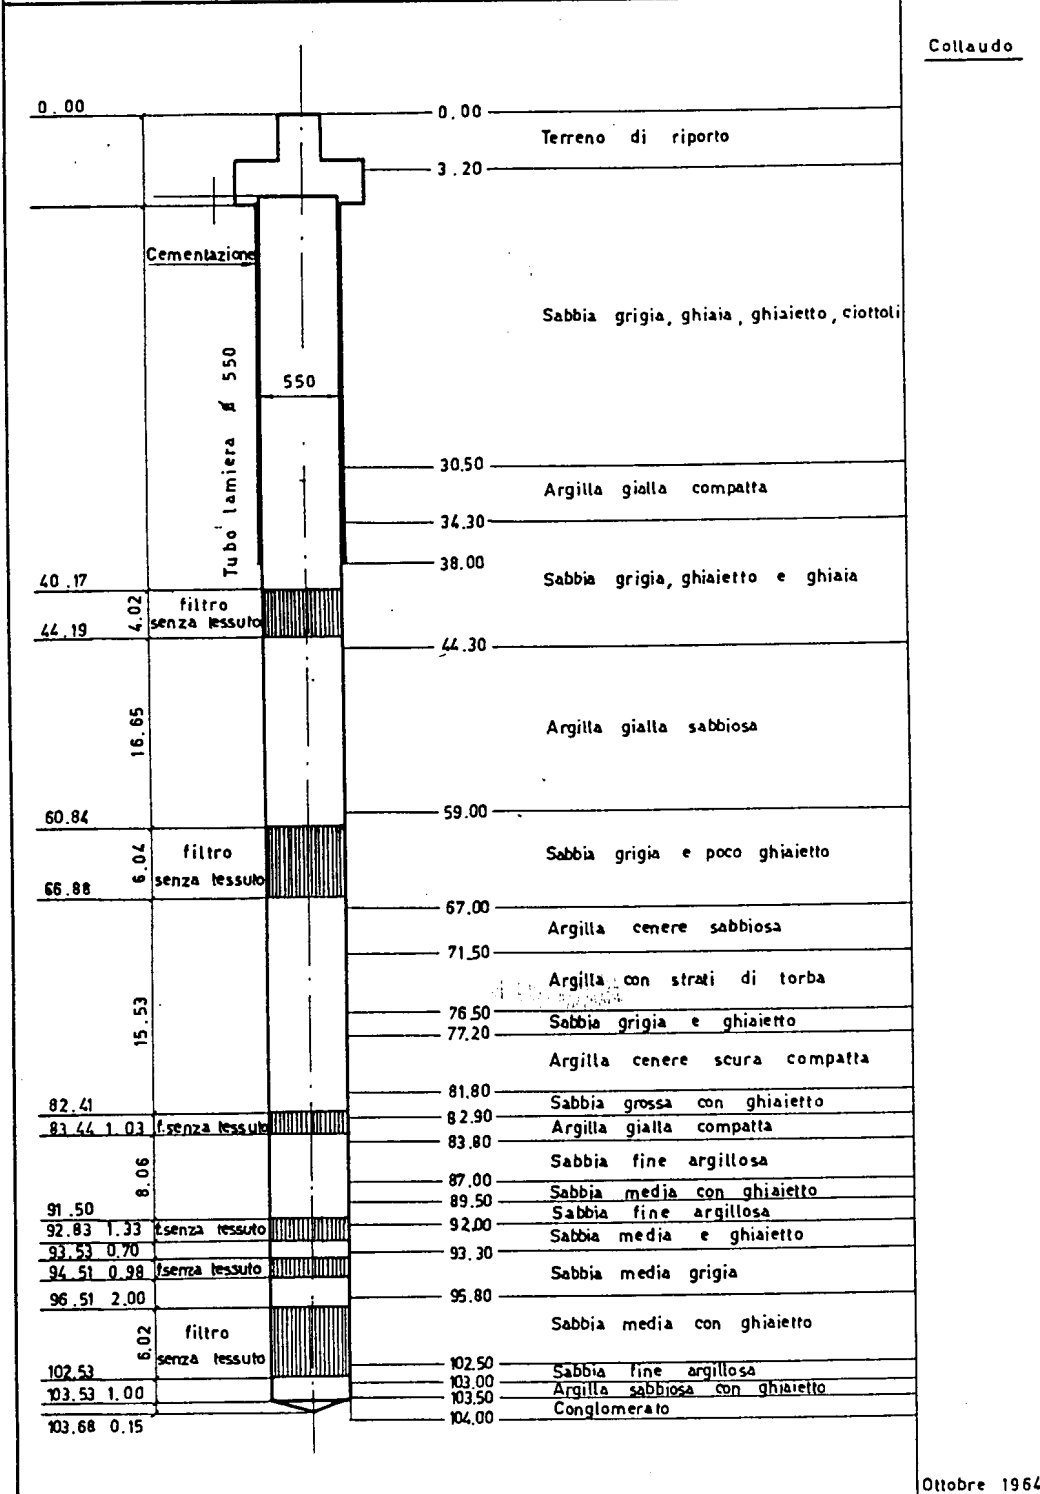 Collaudo
0.00
0.00
Terreno di riporto
3.20
Cementazione
Sabbia grigia, ghiaia, ghiaietto, ciottoli
Tubo lamiera ø 550
550
30.50
Argilla gialla compatta
34.30
38.00
Sabbia grigia, ghiaietto e ghiaia
40.17
4.02
filtro
senza tessuto
44.19
44.30
16.65
Argilla gialla sabbiosa
59.00
60.84
6.04
filtro
senza tessuto
Sabbia grigia e poco ghiaietto
66.88
67.00
Argilla cenere sabbiosa
71.50
Argilla con strati di torba
15.53
76.50
Sabbia grigia e ghiaietto
77.20
Argilla cenere scura compatta
81.80
Sabbia grossa con ghiaietto
82.41
82.90
83.44 1.03 f.senza tessuto
Argilla gialla compatta
83.80
8.06
Sabbia fine argillosa
87.00
Sabbia media con ghiaietto
89.50
91.50
Sabbia fine argillosa
92.00
92.83 1.33 f.senza tessuto
Sabbia media e ghiaietto
93.53 0.70
93.30
94.51 0.98 f.senza tessuto
Sabbia media grigia
96.51 2.00
95.80
6.02
filtro
senza tessuto
Sabbia media con ghiaietto
102.53
102.50
Sabbia fine argillosa
103.00
103.53 1.00
Argilla sabbiosa con ghiaietto
103.50
Conglomerato
104.00
103.68 0.15
Ottobre 1964